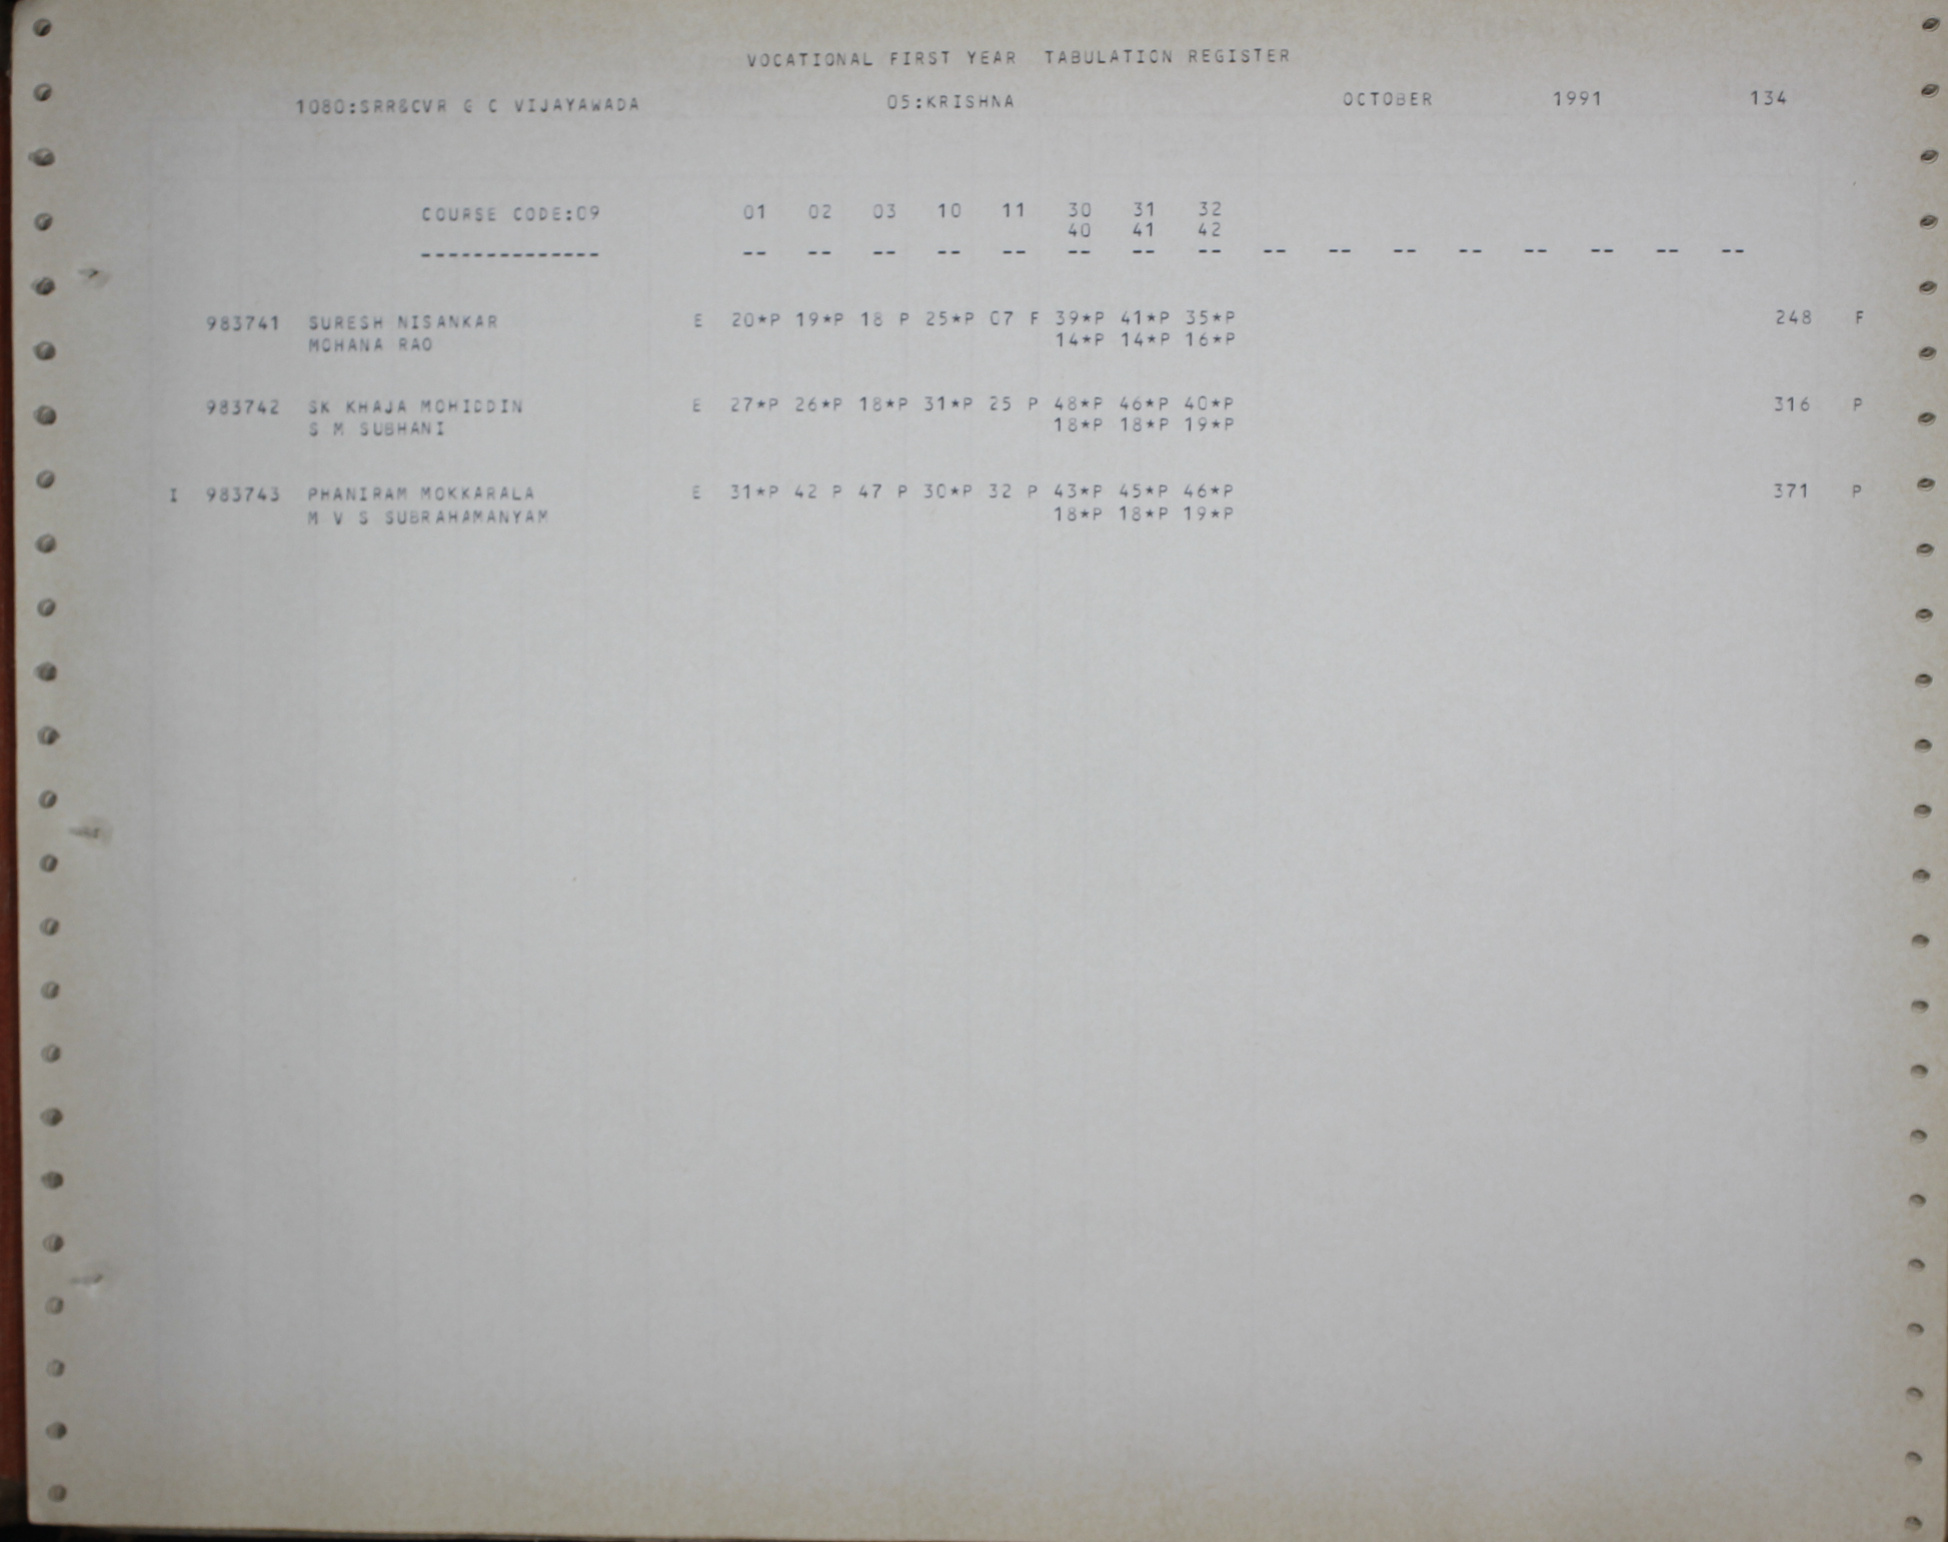 VOCATIONAL FIRST YEAR TABULATION REGISTER
1080:SRR&CVR G C VIJAYAWADA 05:KRISHNA OCTOBER 1991 134
COURSE CODE:09 01 02 03 10 11 30 31 32
40 41 42
-------------- -- -- -- -- -- -- -- -- -- -- -- -- -- -- -- --
983741 SURESH NISANKAR E 20*P 19*P 18 P 25*P 07 F 39*P 41*P 35*P 248 F
MOHANA RAO 14*P 14*P 16*P
983742 SK KHAJA MOHIDDIN E 27*P 26*P 18*P 31*P 25 P 48*P 46*P 40*P 316 P
S M SUBHANI 18*P 18*P 19*P
I 983743 PHANIRAM MOKKARALA E 31*P 42 P 47 P 30*P 32 P 43*P 45*P 46*P 371 P
M V S SUBRAHAMANYAM 18*P 18*P 19*P